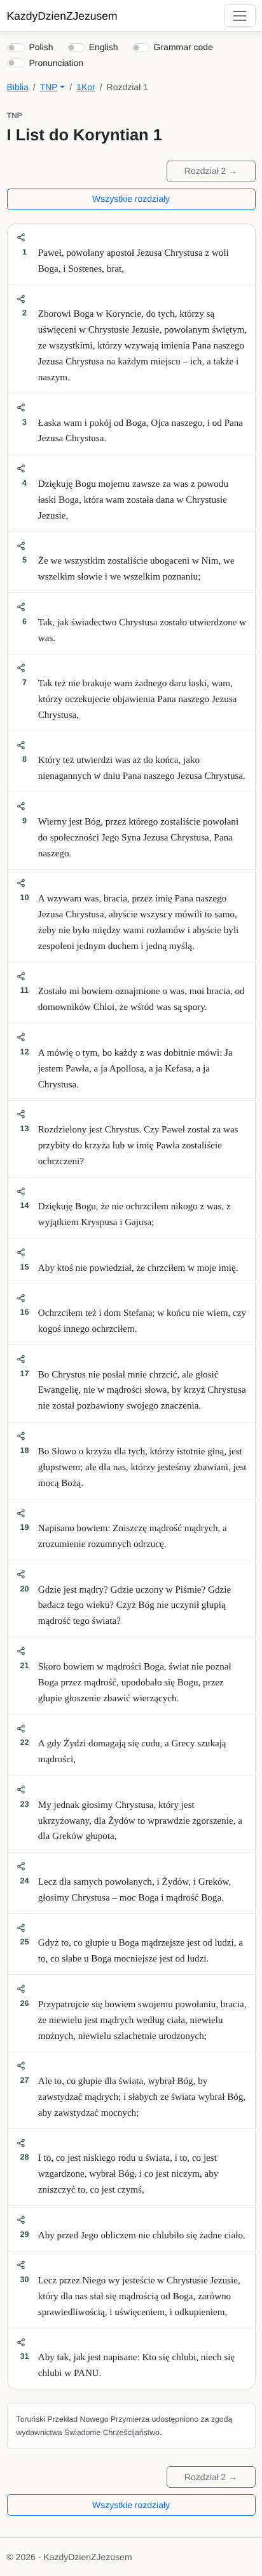 KazdyDzienZJezusem
Polish English Grammar code
Pronunciation
Biblia / TNP / 1Kor / Rozdział 1
TNP
I List do Koryntian 1
Rozdział 2 →
Wszystkie rozdziały
1 Paweł, powołany apostoł Jezusa Chrystusa z woli
Boga, i Sostenes, brat,
2 Zborowi Boga w Koryncie, do tych, którzy są
uświęceni w Chrystusie Jezusie, powołanym świętym,
ze wszystkimi, którzy wzywają imienia Pana naszego
Jezusa Chrystusa na każdym miejscu – ich, a także i
naszym.
3 Łaska wam i pokój od Boga, Ojca naszego, i od Pana
Jezusa Chrystusa.
4 Dziękuję Bogu mojemu zawsze za was z powodu
łaski Boga, która wam została dana w Chrystusie
Jezusie,
5 Że we wszystkim zostaliście ubogaceni w Nim, we
wszelkim słowie i we wszelkim poznaniu;
6 Tak, jak świadectwo Chrystusa zostało utwierdzone w
was.
7 Tak też nie brakuje wam żadnego daru łaski, wam,
którzy oczekujecie objawienia Pana naszego Jezusa
Chrystusa,
8 Który też utwierdzi was aż do końca, jako
nienagannych w dniu Pana naszego Jezusa Chrystusa.
9 Wierny jest Bóg, przez którego zostaliście powołani
do społeczności Jego Syna Jezusa Chrystusa, Pana
naszego.
10 A wzywam was, bracia, przez imię Pana naszego
Jezusa Chrystusa, abyście wszyscy mówili to samo,
żeby nie było między wami rozłamów i abyście byli
zespoleni jednym duchem i jedną myślą.
11 Zostało mi bowiem oznajmione o was, moi bracia, od
domowników Chloi, że wśród was są spory.
12 A mówię o tym, bo każdy z was dobitnie mówi: Ja
jestem Pawła, a ja Apollosa, a ja Kefasa, a ja
Chrystusa.
13 Rozdzielony jest Chrystus. Czy Paweł został za was
przybity do krzyża lub w imię Pawła zostaliście
ochrzczeni?
14 Dziękuję Bogu, że nie ochrzciłem nikogo z was, z
wyjątkiem Kryspusa i Gajusa;
15 Aby ktoś nie powiedział, że chrzciłem w moje imię.
16 Ochrzciłem też i dom Stefana; w końcu nie wiem, czy
kogoś innego ochrzciłem.
17 Bo Chrystus nie posłał mnie chrzcić, ale głosić
Ewangelię, nie w mądrości słowa, by krzyż Chrystusa
nie został pozbawiony swojego znaczenia.
18 Bo Słowo o krzyżu dla tych, którzy istotnie giną, jest
głupstwem; ale dla nas, którzy jesteśmy zbawiani, jest
mocą Bożą.
19 Napisano bowiem: Zniszczę mądrość mądrych, a
zrozumienie rozumnych odrzucę.
20 Gdzie jest mądry? Gdzie uczony w Piśmie? Gdzie
badacz tego wieku? Czyż Bóg nie uczynił głupią
mądrość tego świata?
21 Skoro bowiem w mądrości Boga, świat nie poznał
Boga przez mądrość, upodobało się Bogu, przez
głupie głoszenie zbawić wierzących.
22 A gdy Żydzi domagają się cudu, a Grecy szukają
mądrości,
23 My jednak głosimy Chrystusa, który jest
ukrzyżowany, dla Żydów to wprawdzie zgorszenie, a
dla Greków głupota,
24 Lecz dla samych powołanych, i Żydów, i Greków,
głosimy Chrystusa – moc Boga i mądrość Boga.
25 Gdyż to, co głupie u Boga mądrzejsze jest od ludzi, a
to, co słabe u Boga mocniejsze jest od ludzi.
26 Przypatrujcie się bowiem swojemu powołaniu, bracia,
że niewielu jest mądrych według ciała, niewielu
możnych, niewielu szlachetnie urodzonych;
27 Ale to, co głupie dla świata, wybrał Bóg, by
zawstydzać mądrych; i słabych ze świata wybrał Bóg,
aby zawstydzać mocnych;
28 I to, co jest niskiego rodu u świata, i to, co jest
wzgardzone, wybrał Bóg, i co jest niczym, aby
zniszczyć to, co jest czymś,
29 Aby przed Jego obliczem nie chlubiło się żadne ciało.
30 Lecz przez Niego wy jesteście w Chrystusie Jezusie,
który dla nas stał się mądrością od Boga, zarówno
sprawiedliwością, i uświęceniem, i odkupieniem,
31 Aby tak, jak jest napisane: Kto się chlubi, niech się
chlubi w PANU.
Toruński Przekład Nowego Przymierza udostępniono za zgodą
wydawnictwa Świadome Chrześcijaństwo.
Rozdział 2 →
Wszystkie rozdziały
© 2026 - KazdyDzienZJezusem